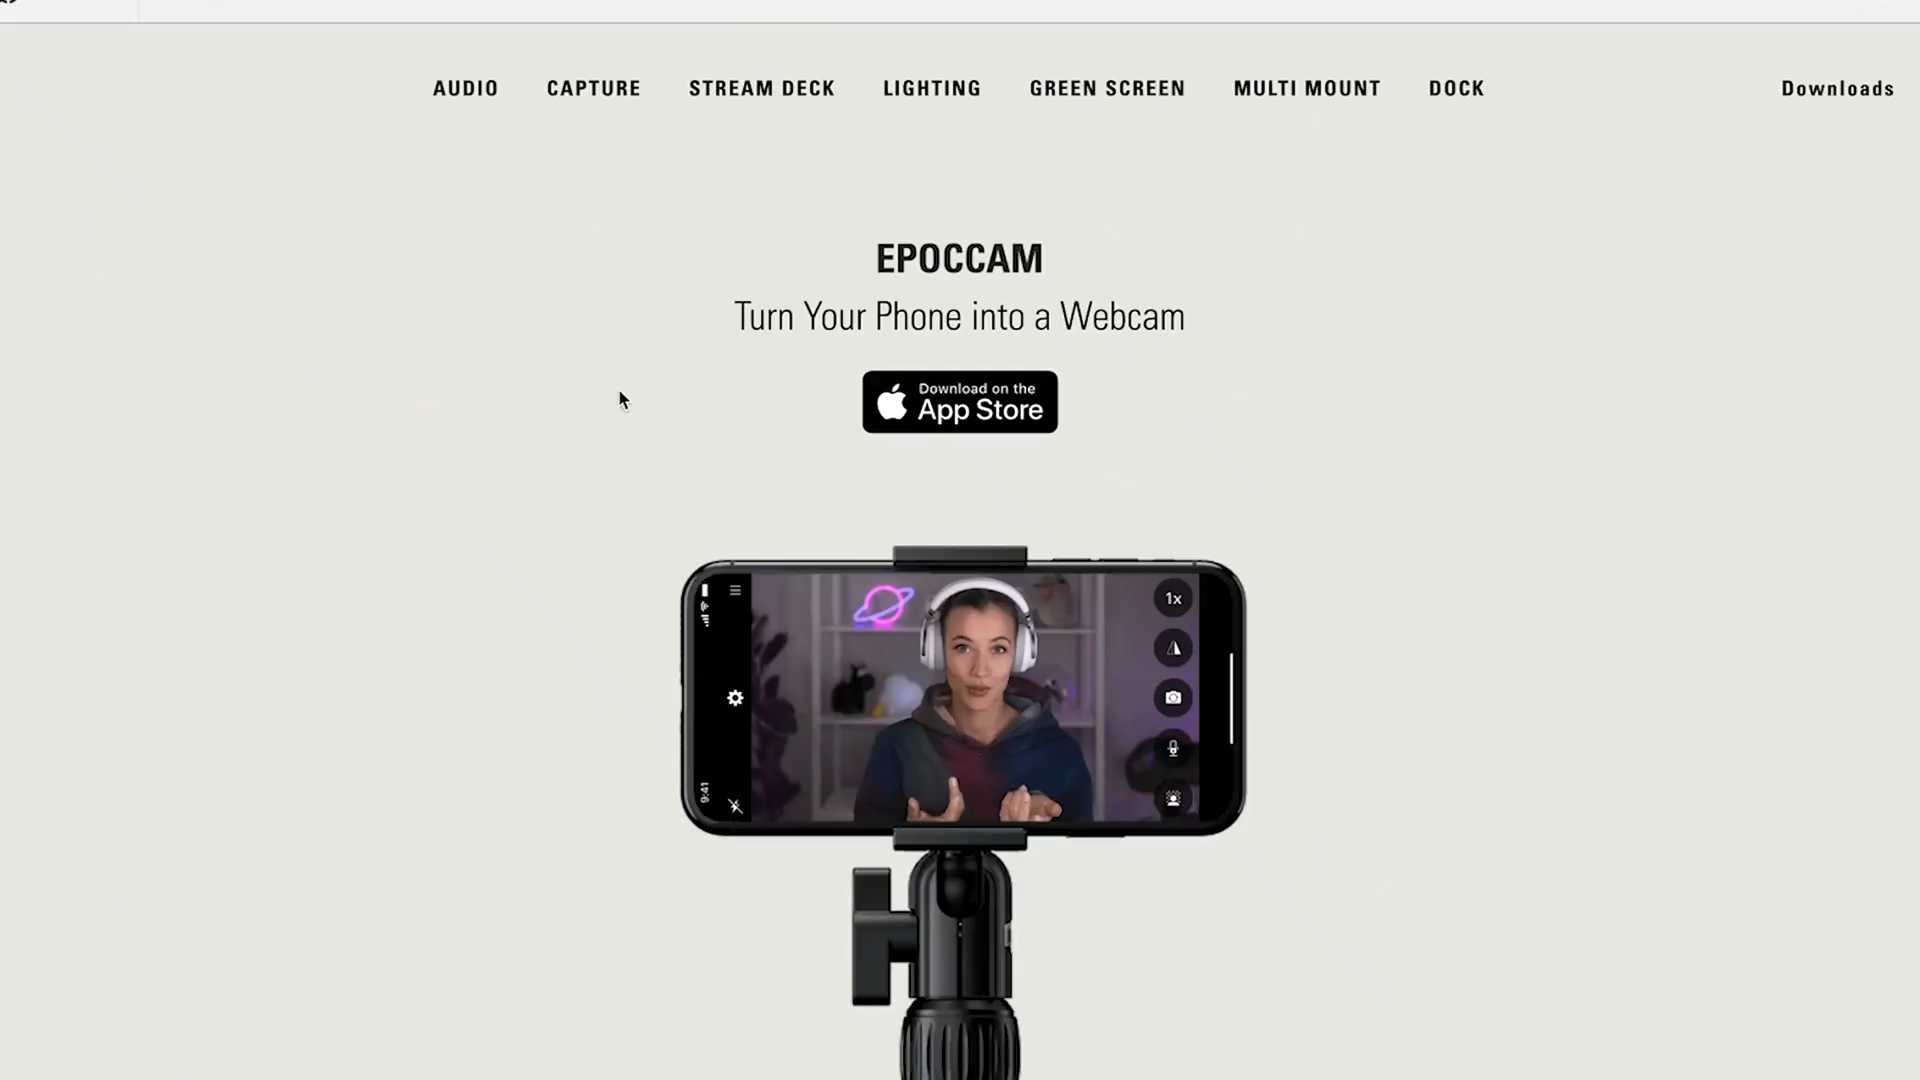 AUDIO CAPTURE STREAM DECK LIGHTING GREEN SCREEN MULTI MOUNT DOCK Downloads
EPOCCAM
Turn Your Phone into a Webcam
Download on the
App Store
1x
9:41